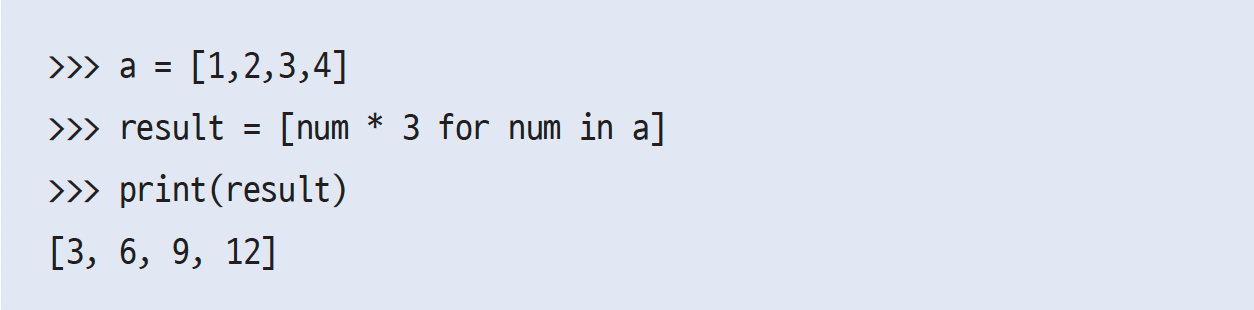 >>> a = [1,2,3,4]
>>> result = [num * 3 for num in a]
>>> print(result)
[3, 6, 9, 12]